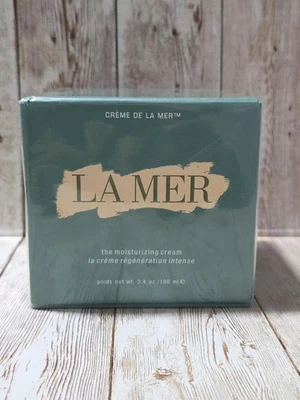 CRÈME DE LA MER™
LA MER
the moisturizing cream
la crème régénération intense
poids net wt. 3.4 oz /100 ml ℮